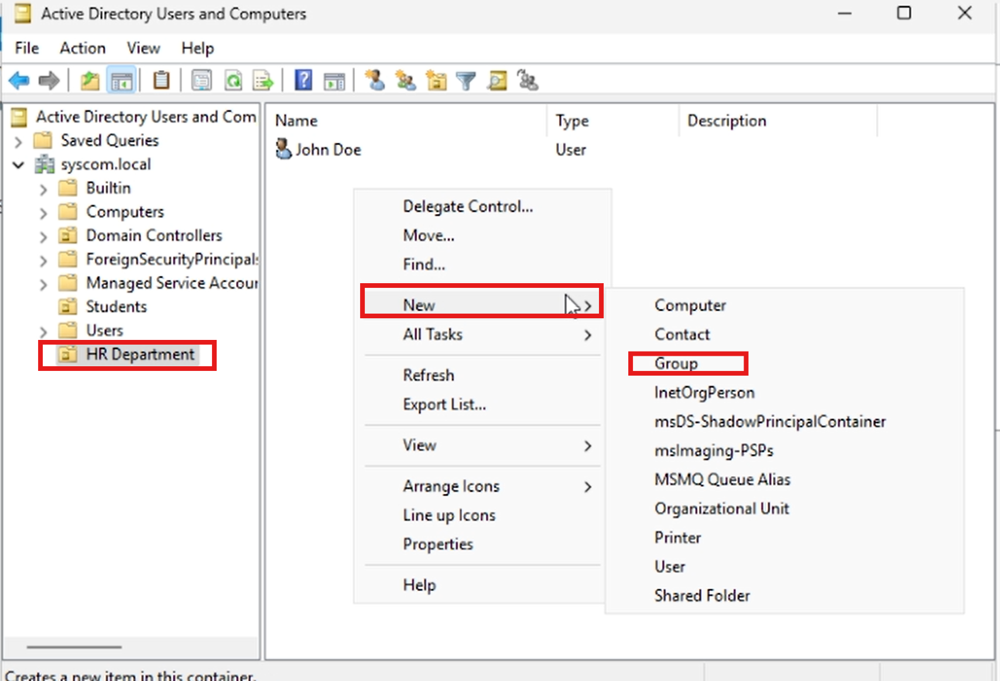 Active Directory Users and Computers
File Action View Help
Active Directory Users and Com
Saved Queries
syscom.local
Builtin
Computers
Domain Controllers
ForeignSecurityPrincipals
Managed Service Accour
Students
Users
HR Department
Name Type Description
John Doe User
Delegate Control...
Move...
Find...
New
All Tasks
Refresh
Export List...
View
Arrange Icons
Line up Icons
Properties
Help
Computer
Contact
Group
InetOrgPerson
msDS-ShadowPrincipalContainer
msImaging-PSPs
MSMQ Queue Alias
Organizational Unit
Printer
User
Shared Folder
Creates a new item in this container.